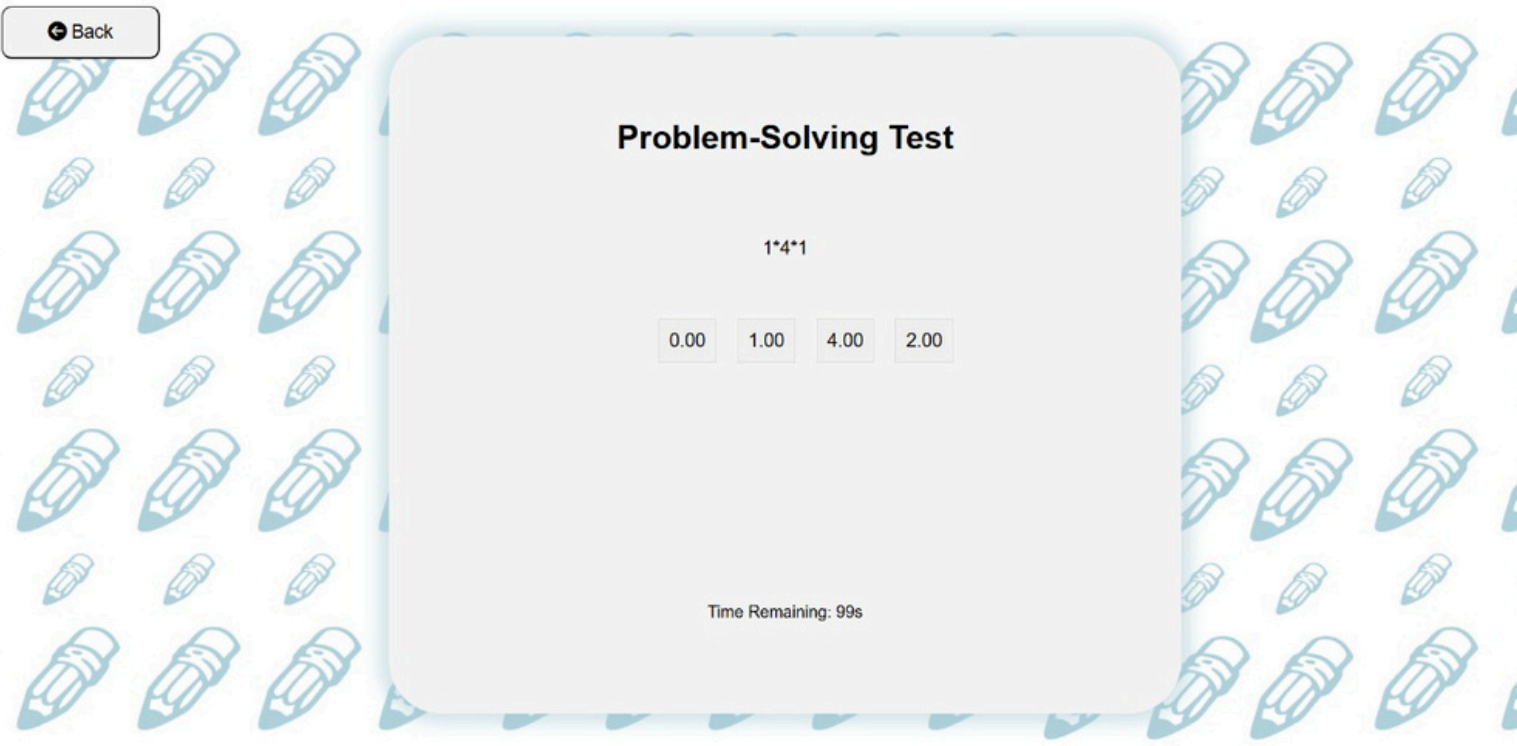 Back
Problem-Solving Test
1*4*1
0.00 1.00 4.00 2.00
Time Remaining: 99s